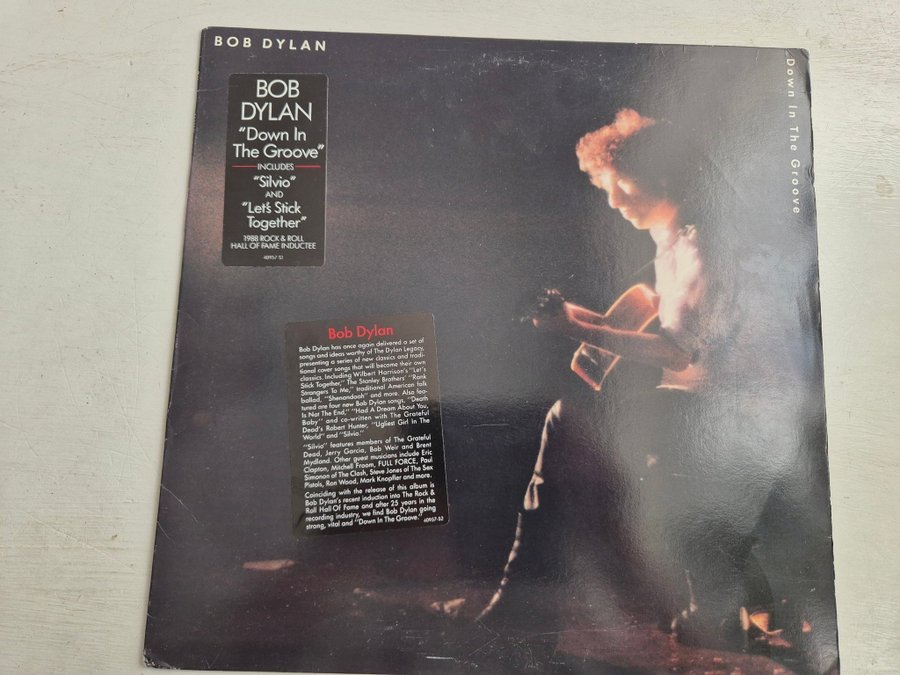 BOB DYLAN
Down In The Groove
BOB
DYLAN
"Down In
The Groove"
INCLUDES
"Silvio"
AND
"Let's Stick
Together"
1988 ROCK & ROLL
HALL OF FAME INDUCTEE
40957-S1
Bob Dylan
Bob Dylan has once again delivered a set of
songs and ideas worthy of The Dylan Legacy,
presenting a series of new classics and tradi-
tional cover songs that will become their own
classics. Including Wilbert Harrison's "Let's
Stick Together," The Stanley Brothers' "Rank
Strangers To Me," traditional American folk
ballad, "Shenandoah" and more. Also fea-
tured are four new Bob Dylan songs, "Death
Is Not The End," "Had A Dream About You,
Baby" and co-written with The Grateful
Dead's Robert Hunter, "Ugliest Girl In The
World" and "Silvio."
"Silvio" features members of The Grateful
Dead, Jerry Garcia, Bob Weir and Brent
Mydland. Other guest musicians include Eric
Clapton, Mitchell Froom, FULL FORCE, Paul
Simonon of The Clash, Steve Jones of The Sex
Pistols, Ron Wood, Mark Knopfler and more.
Coinciding with the release of this album is
Bob Dylan's recent induction into The Rock &
Roll Hall Of Fame and after 25 years in the
recording industry, we find Bob Dylan going
strong, vital and "Down In The Groove."
40957-S2